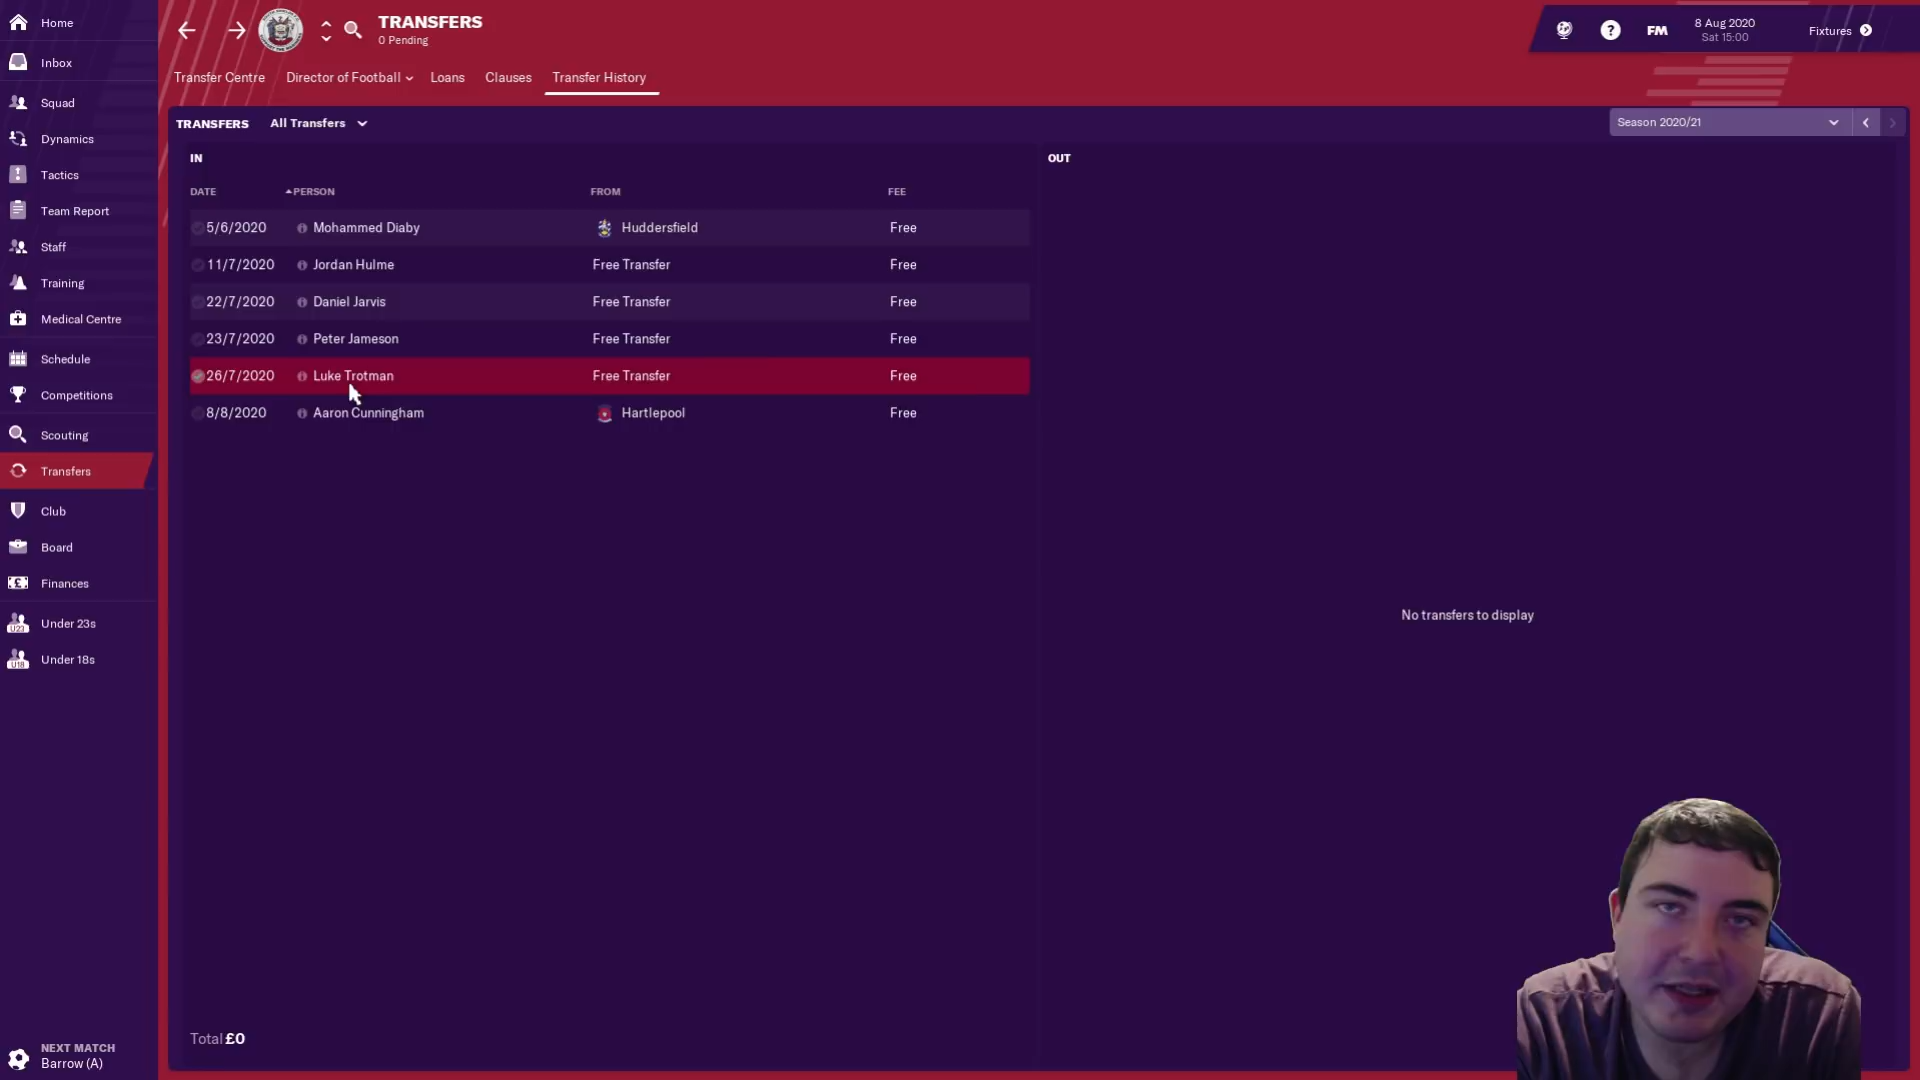 Home
Inbox
Squad
Dynamics
Tactics
Team Report
Staff
Training
Medical Centre
Schedule
Competitions
Scouting
Transfers
Club
Board
Finances
U23 Under 23s
U18 Under 18s
NEXT MATCH
Barrow (A)
TRANSFERS
0 Pending
FM
8 Aug 2020
Sat 15:00
Fixtures
Transfer Centre Director of Football Loans Clauses Transfer History
TRANSFERS All Transfers Season 2020/21
IN
DATE PERSON FROM FEE
5/6/2020 Mohammed Diaby Huddersfield Free
11/7/2020 Jordan Hulme Free Transfer Free
22/7/2020 Daniel Jarvis Free Transfer Free
23/7/2020 Peter Jameson Free Transfer Free
26/7/2020 Luke Trotman Free Transfer Free
8/8/2020 Aaron Cunningham Hartlepool Free
Total £0
OUT
No transfers to display